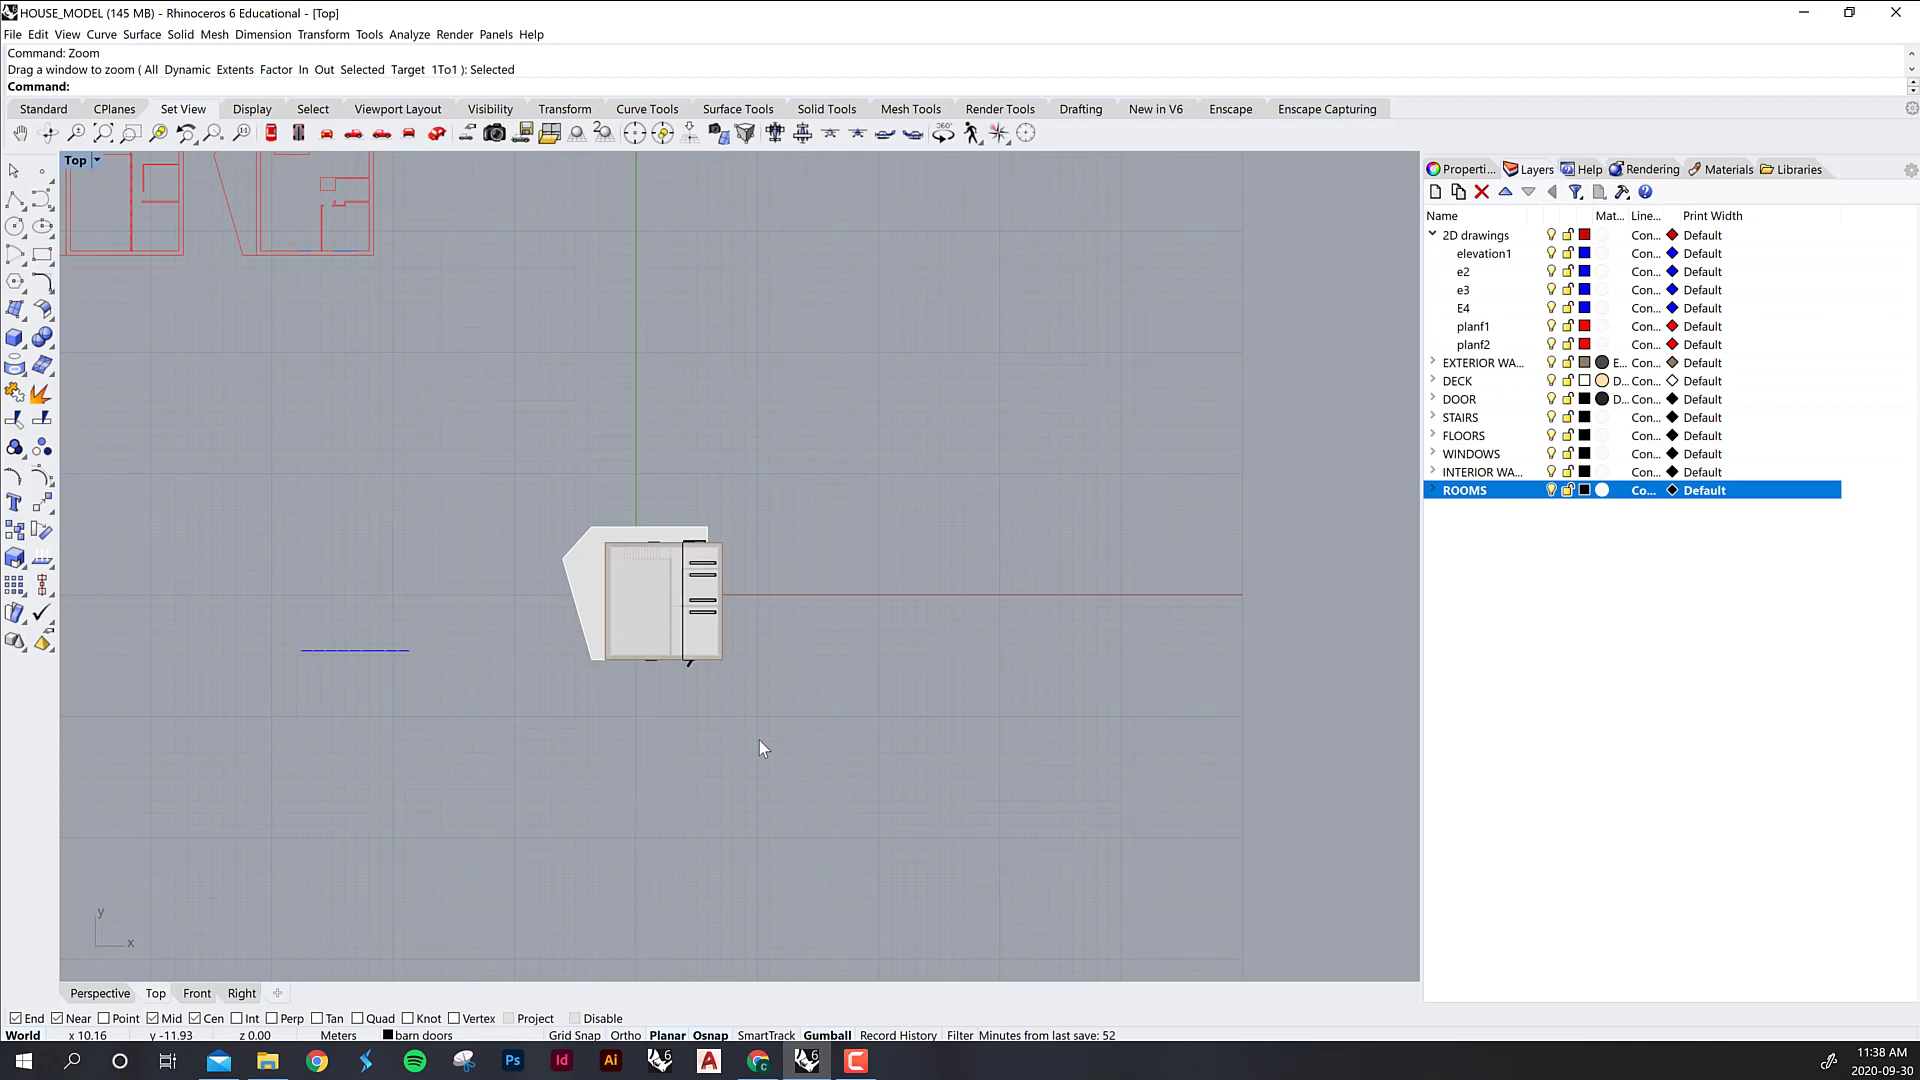 HOUSE_MODEL (145 MB) - Rhinoceros 6 Educational - [Top]
File Edit View Curve Surface Solid Mesh Dimension Transform Tools Analyze Render Panels Help
Command: Zoom
Drag a window to zoom ( All Dynamic Extents Factor In Out Selected Target 1To1 ): Selected
Command:
Standard CPlanes Set View Display Select Viewport Layout Visibility Transform Curve Tools Surface Tools Solid Tools Mesh Tools Render Tools Drafting New in V6 Enscape Enscape Capturing
Top
Properti... Layers Help Rendering Materials Libraries
Name Mat... Line... Print Width
2D drawings Con... Default
elevation1 Con... Default
e2 Con... Default
e3 Con... Default
E4 Con... Default
planf1 Con... Default
planf2 Con... Default
EXTERIOR WA... E... Con... Default
DECK D... Con... Default
DOOR D... Con... Default
STAIRS Con... Default
FLOORS Con... Default
WINDOWS Con... Default
INTERIOR WA... Con... Default
ROOMS Co... Default
y
x
Perspective Top Front Right
End Near Point Mid Cen Int Perp Tan Quad Knot Vertex Project Disable
World x 10.16 y -11.93 z 0.00 Meters barn doors Grid Snap Ortho Planar Osnap SmartTrack Gumball Record History Filter Minutes from last save: 52
Ps Id Ai 6 A C 6 C
11:38 AM
2020-09-30